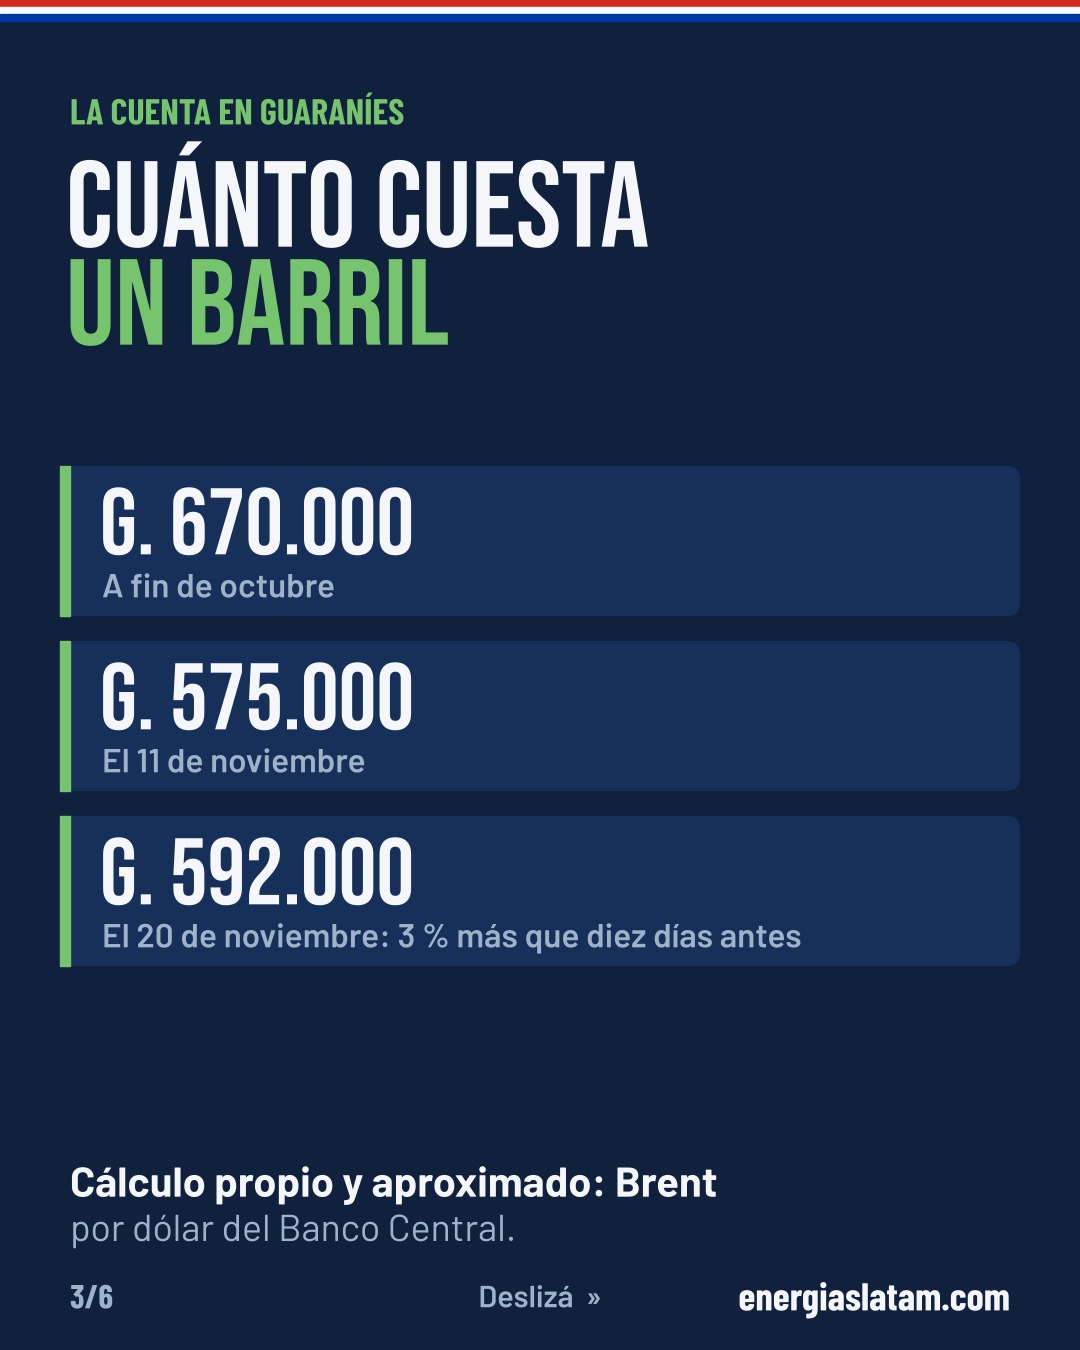 LA CUENTA EN GUARANÍES
CUÁNTO CUESTA
UN BARRIL
G. 670.000
A fin de octubre
G. 575.000
El 11 de noviembre
G. 592.000
El 20 de noviembre: 3 % más que diez días antes
Cálculo propio y aproximado: Brent
por dólar del Banco Central.
3/6
Deslizá »
energiaslatam.com